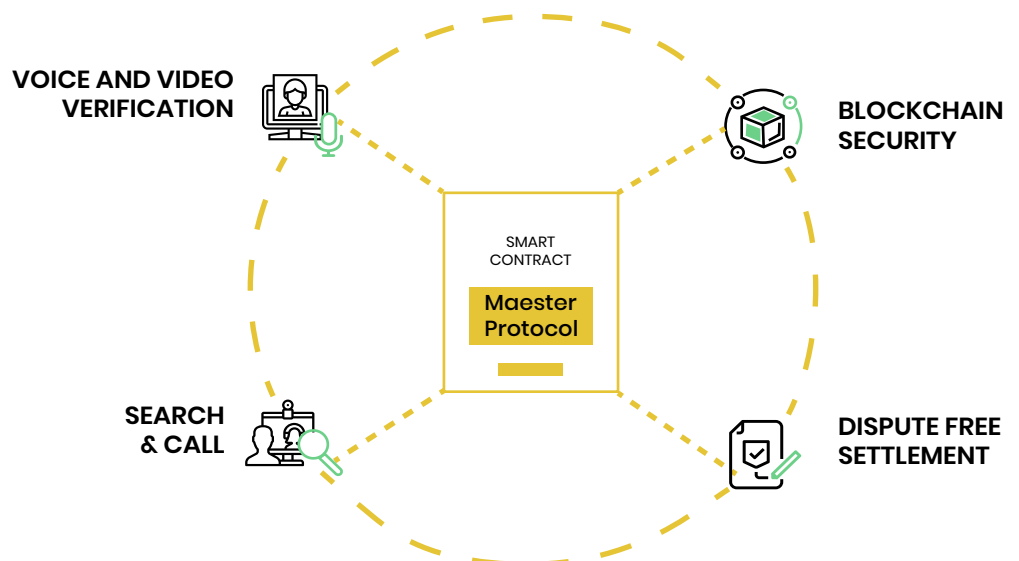 VOICE AND VIDEO
VERIFICATION
BLOCKCHAIN
SECURITY
SMART
CONTRACT
Maester
Protocol
SEARCH
& CALL
DISPUTE FREE
SETTLEMENT